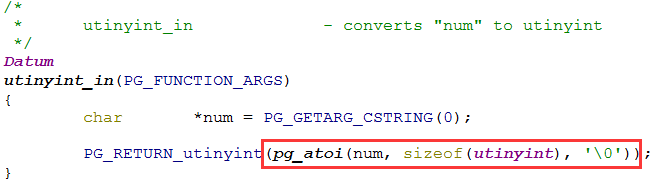 /*
 *      utinyint_in             - converts "num" to utinyint
 */
Datum
utinyint_in(PG_FUNCTION_ARGS)
{
        char       *num = PG_GETARG_CSTRING(0);
        PG_RETURN_utinyint(pg_atoi(num, sizeof(utinyint), '\0'));
}